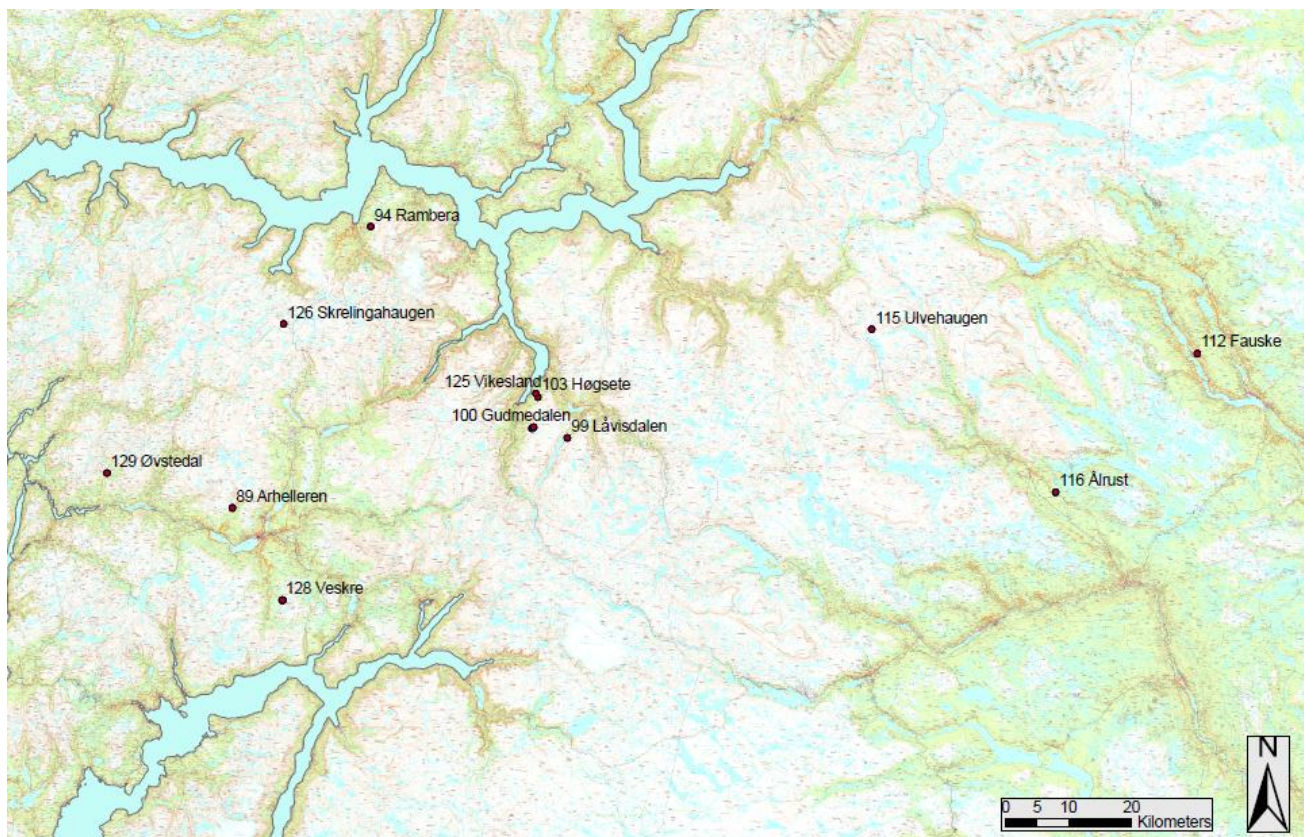 94 Rambera
126 Skrelingahaugen
115 Ulvehaugen
112 Fauske
125 Vikesland
103 Høgsete
100 Gudmedalen
99 Låvisdalen
129 Øvstedal
116 Ålrust
89 Arhelleren
128 Veskre
N
0 5 10 20
Kilometers